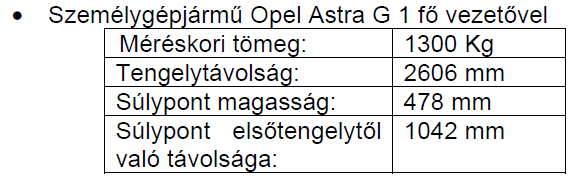 • Személygépjármű Opel Astra G 1 fő vezetővel
Méréskori tömeg: 1300 Kg
Tengelytávolság: 2606 mm
Súlypont magasság: 478 mm
Súlypont elsőtengelytől 1042 mm
való távolsága: